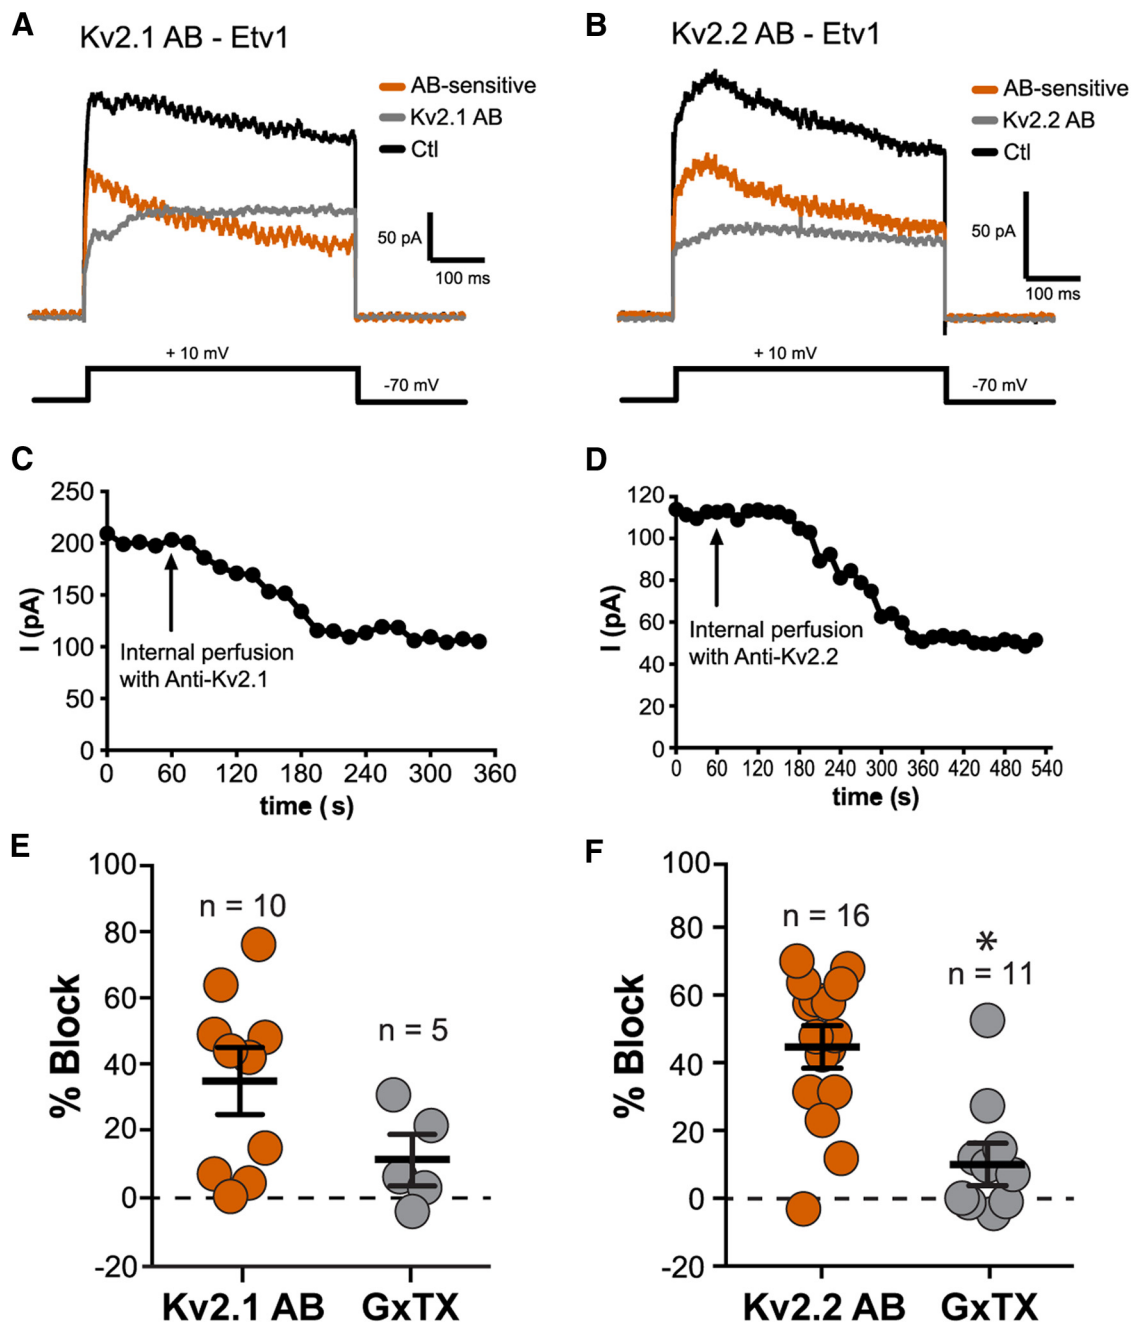 A
Kv2.1 AB - Etv1
AB-sensitive
Kv2.1 AB
Ctl
50 pA
100 ms
+ 10 mV
-70 mV
B
Kv2.2 AB - Etv1
AB-sensitive
Kv2.2 AB
Ctl
50 pA
100 ms
+ 10 mV
-70 mV
C
I (pA)
250
200
150
100
50
0
Internal perfusion
with Anti-Kv2.1
0 60 120 180 240 300 360
time (s)
D
I (pA)
120
100
80
60
40
20
0
Internal perfusion
with Anti-Kv2.2
0 60 120 180 240 300 360 420 480 540
time (s)
E
% Block
100
80
60
40
20
0
-20
n = 10
n = 5
Kv2.1 AB GxTX
F
% Block
100
80
60
40
20
0
-20
n = 16
*
n = 11
Kv2.2 AB GxTX